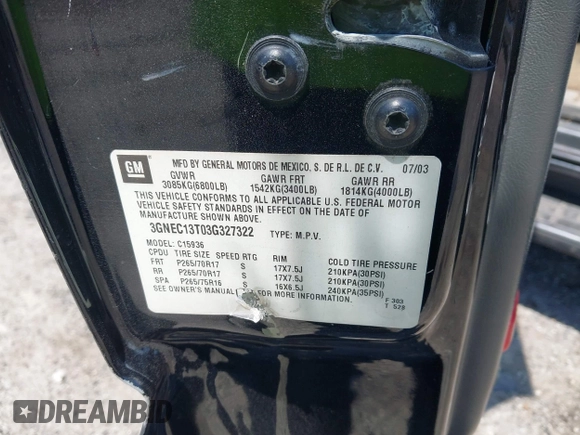 GM
MFD BY GENERAL MOTORS DE MEXICO, S. DE R.L. DE C.V. 07/03
GVWR GAWR FRT GAWR RR
3085KG(6800LB) 1542KG(3400LB) 1814KG(4000LB)
THIS VEHICLE CONFORMS TO ALL APPLICABLE U.S. FEDERAL MOTOR
VEHICLE SAFETY STANDARDS IN EFFECT ON THE DATE OF
MANUFACTURE SHOWN ABOVE.
3GNEC13T03G327322 TYPE: M.P.V.
MODEL: C15936
CPDU TIRE SIZE SPEED RTG RIM COLD TIRE PRESSURE
FRT P265/70R17 S 17X7.5J 210KPA(30PSI)
RR P265/70R17 S 17X7.5J 210KPA(30PSI)
SPA P265/75R16 S 16X6.5J 240KPA(35PSI)
SEE OWNER'S MANUAL FOR MORE INFORMATION.
F 303
T 529
DREAMBID